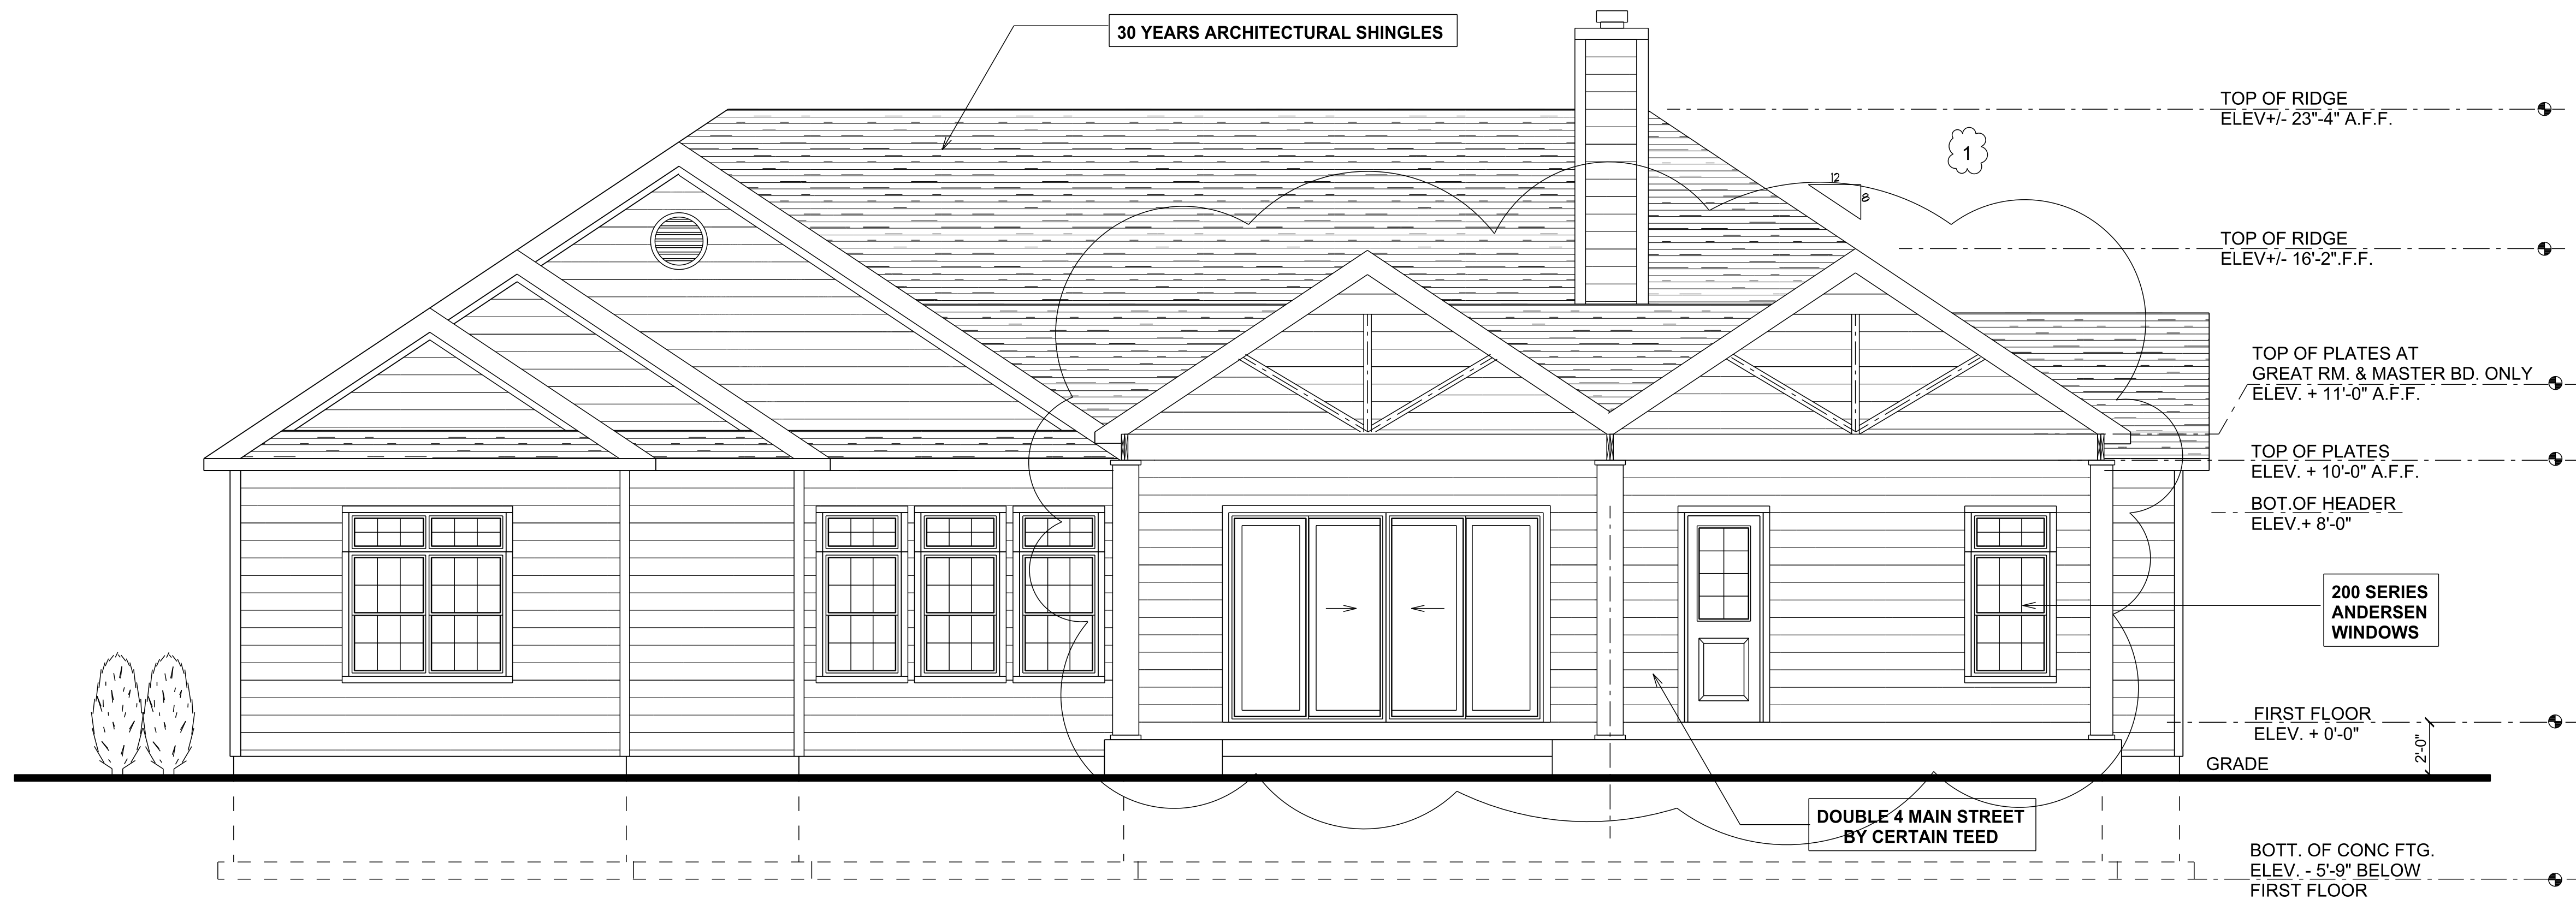 30 YEARS ARCHITECTURAL SHINGLES
TOP OF RIDGE
ELEV+/- 23"-4" A.F.F.
1
12
8
TOP OF RIDGE
ELEV+/- 16'-2".F.F.
TOP OF PLATES AT
GREAT RM. & MASTER BD. ONLY
ELEV. + 11'-0" A.F.F.
TOP OF PLATES
ELEV. + 10'-0" A.F.F.
BOT.OF HEADER
ELEV.+ 8'-0"
200 SERIES
ANDERSEN
WINDOWS
FIRST FLOOR
ELEV. + 0'-0"
2'-0"
GRADE
DOUBLE 4 MAIN STREET
BY CERTAIN TEED
BOTT. OF CONC FTG.
ELEV. - 5'-9" BELOW
FIRST FLOOR